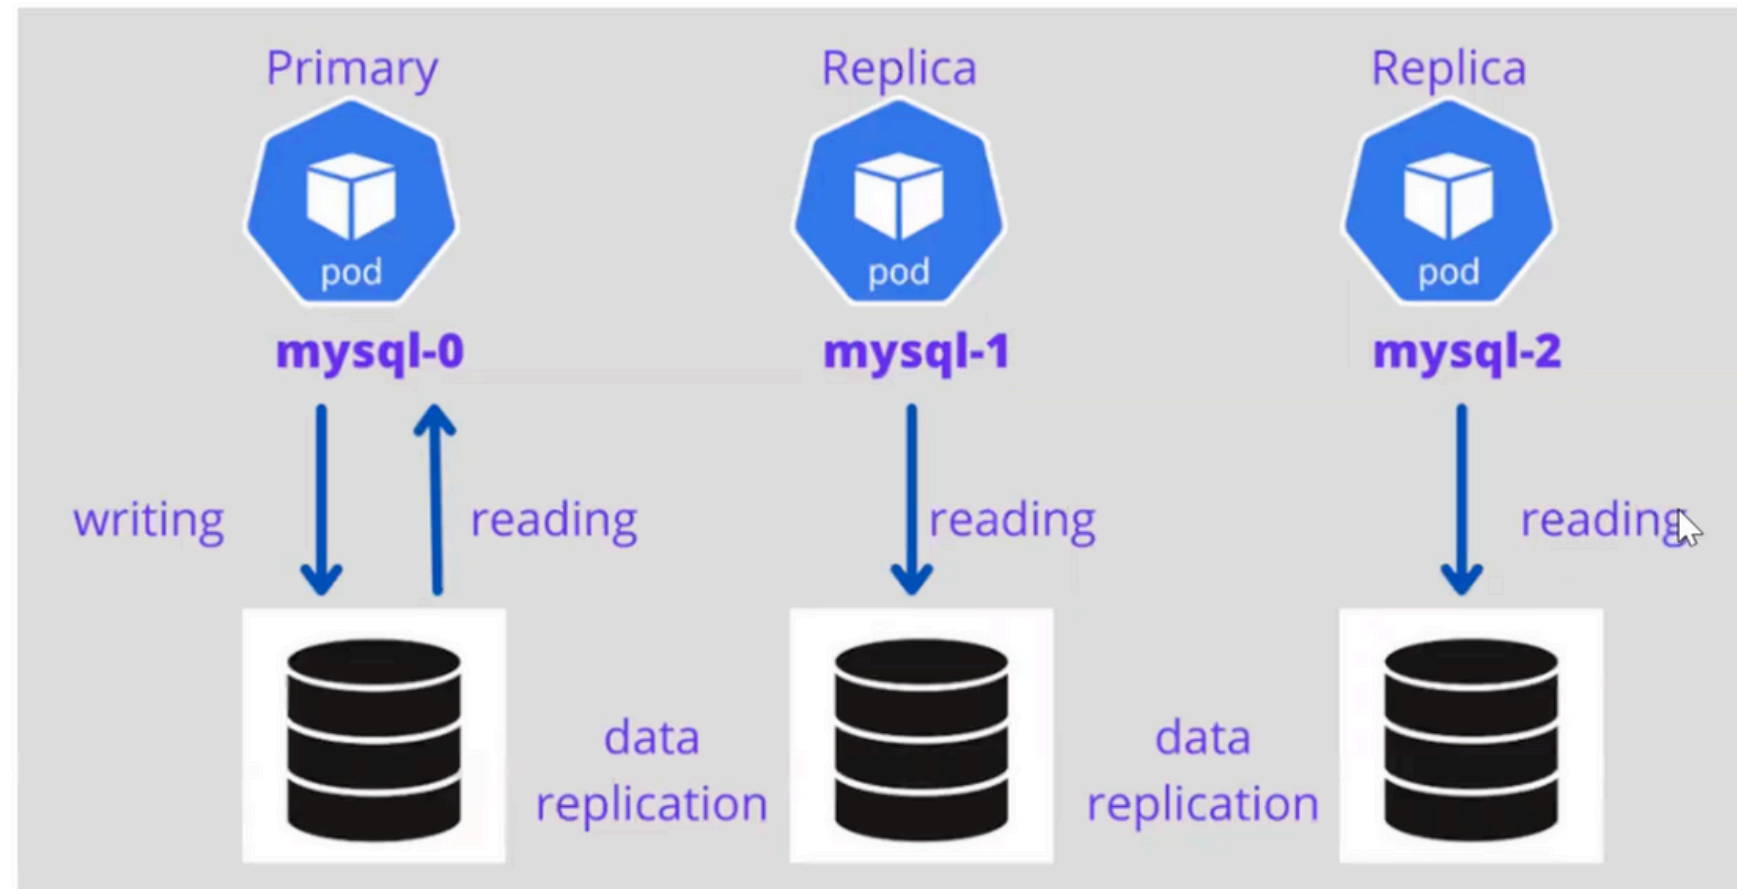 Primary
Replica
Replica
pod
pod
pod
mysql-0
mysql-1
mysql-2
writing
reading
reading
reading
data
replication
data
replication